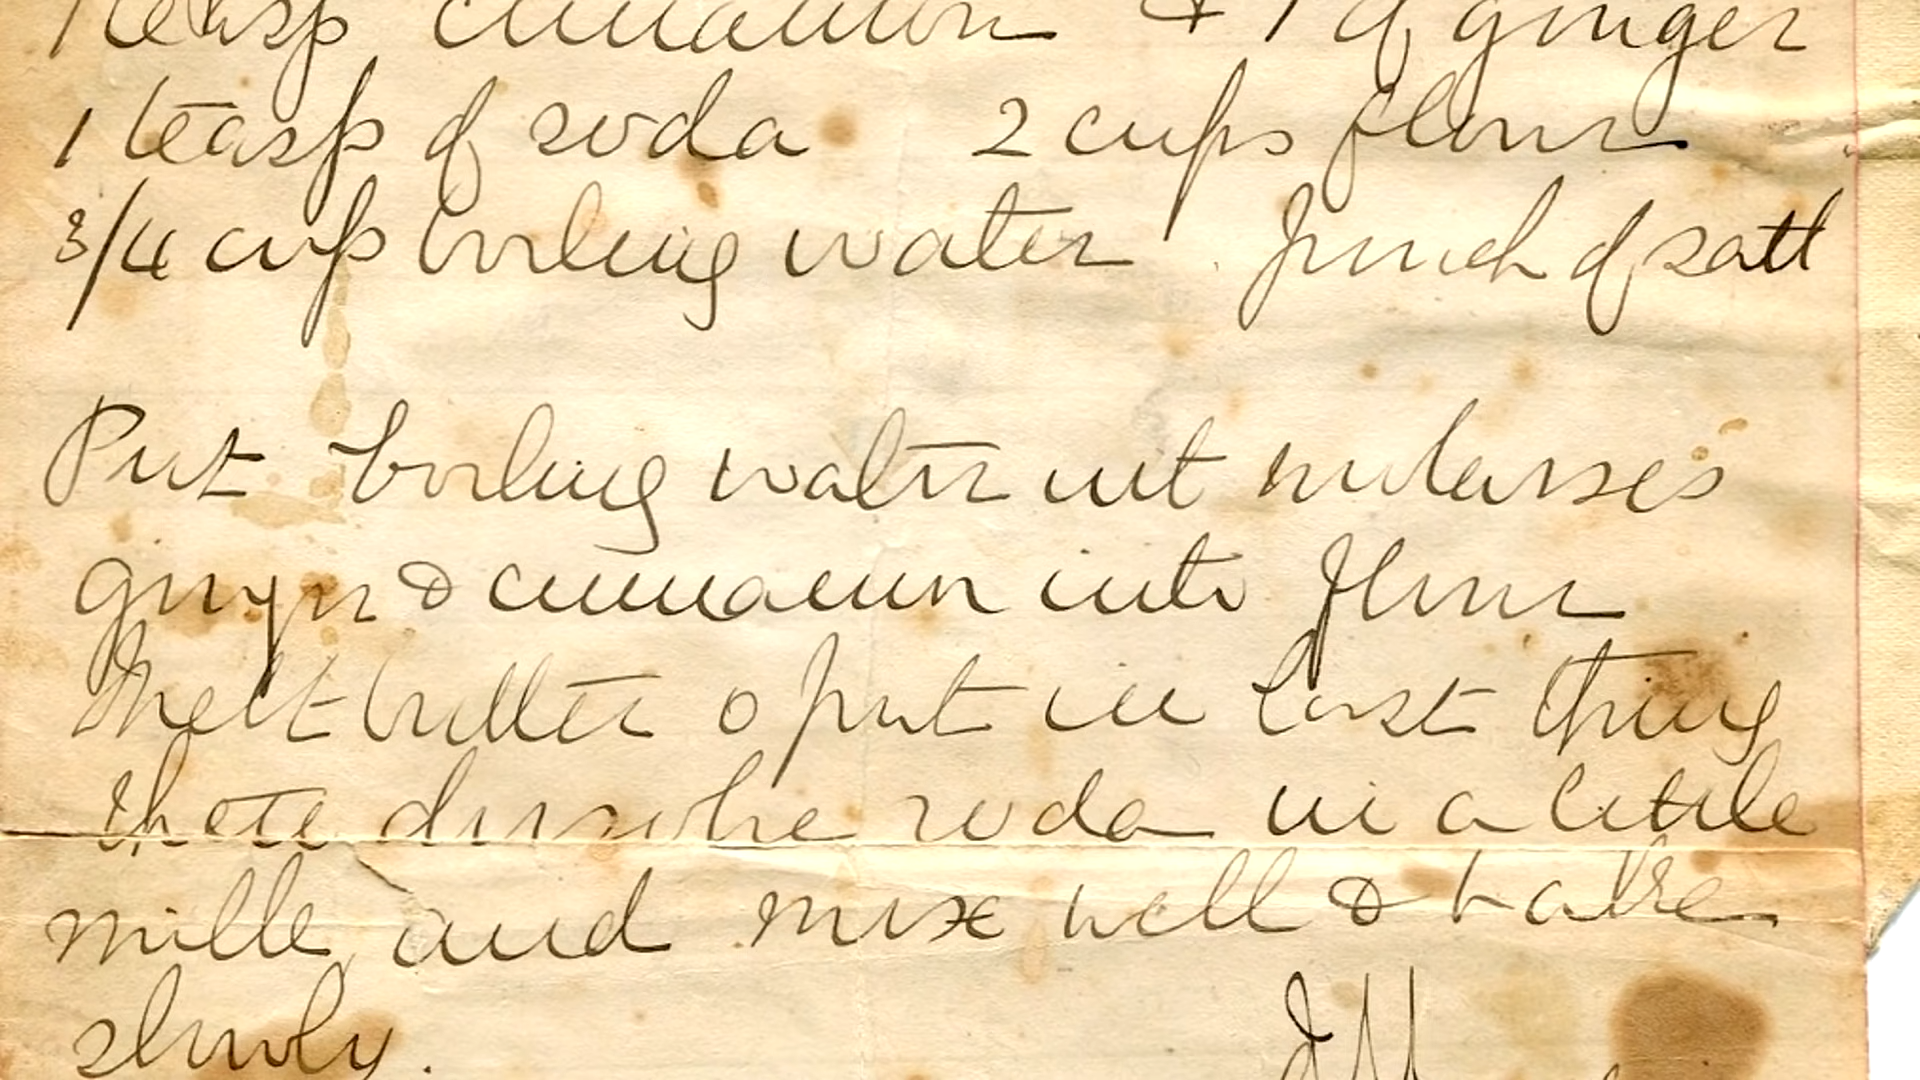 1 teasp cinnamon & 1 of ginger
1 teasp of soda 2 cups flour
3/4 cup boiling water pinch of salt
Put boiling water int molasses
ginger & cinnamon into flour
Melt butter & put in last thing
dissolve soda in a little
milk and mix well & bake
slowly.